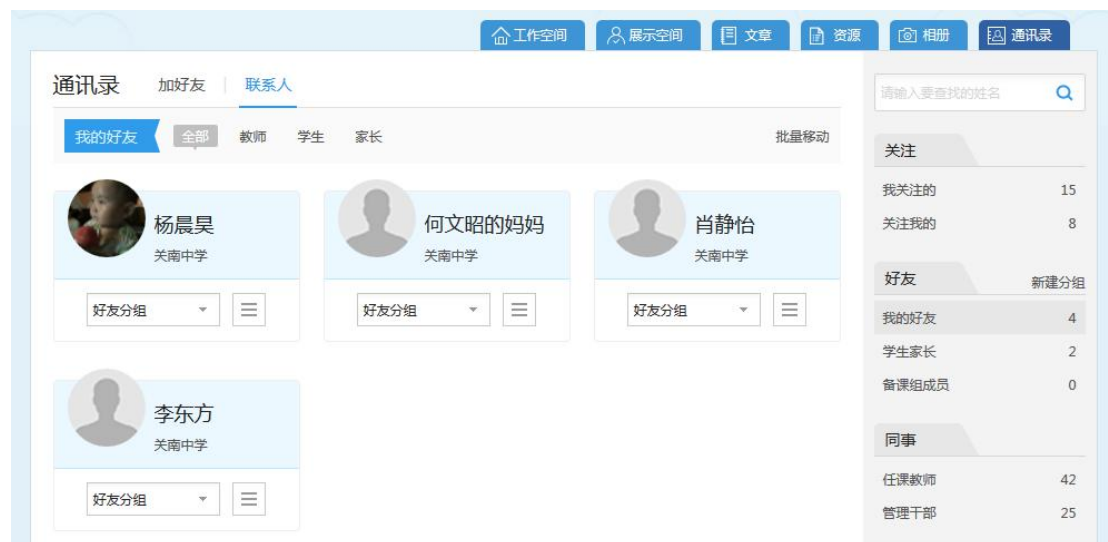 工作空间 展示空间 文章 资源 相册 通讯录
通讯录 加好友 联系人
我的好友 全部 教师 学生 家长 批量移动
杨晨昊
关南中学
好友分组
何文昭的妈妈
关南中学
好友分组
肖静怡
关南中学
好友分组
李东方
关南中学
好友分组
请输入要查找的姓名
关注
我关注的 15
关注我的 8
好友 新建分组
我的好友 4
学生家长 2
备课组成员 0
同事
任课教师 42
管理干部 25